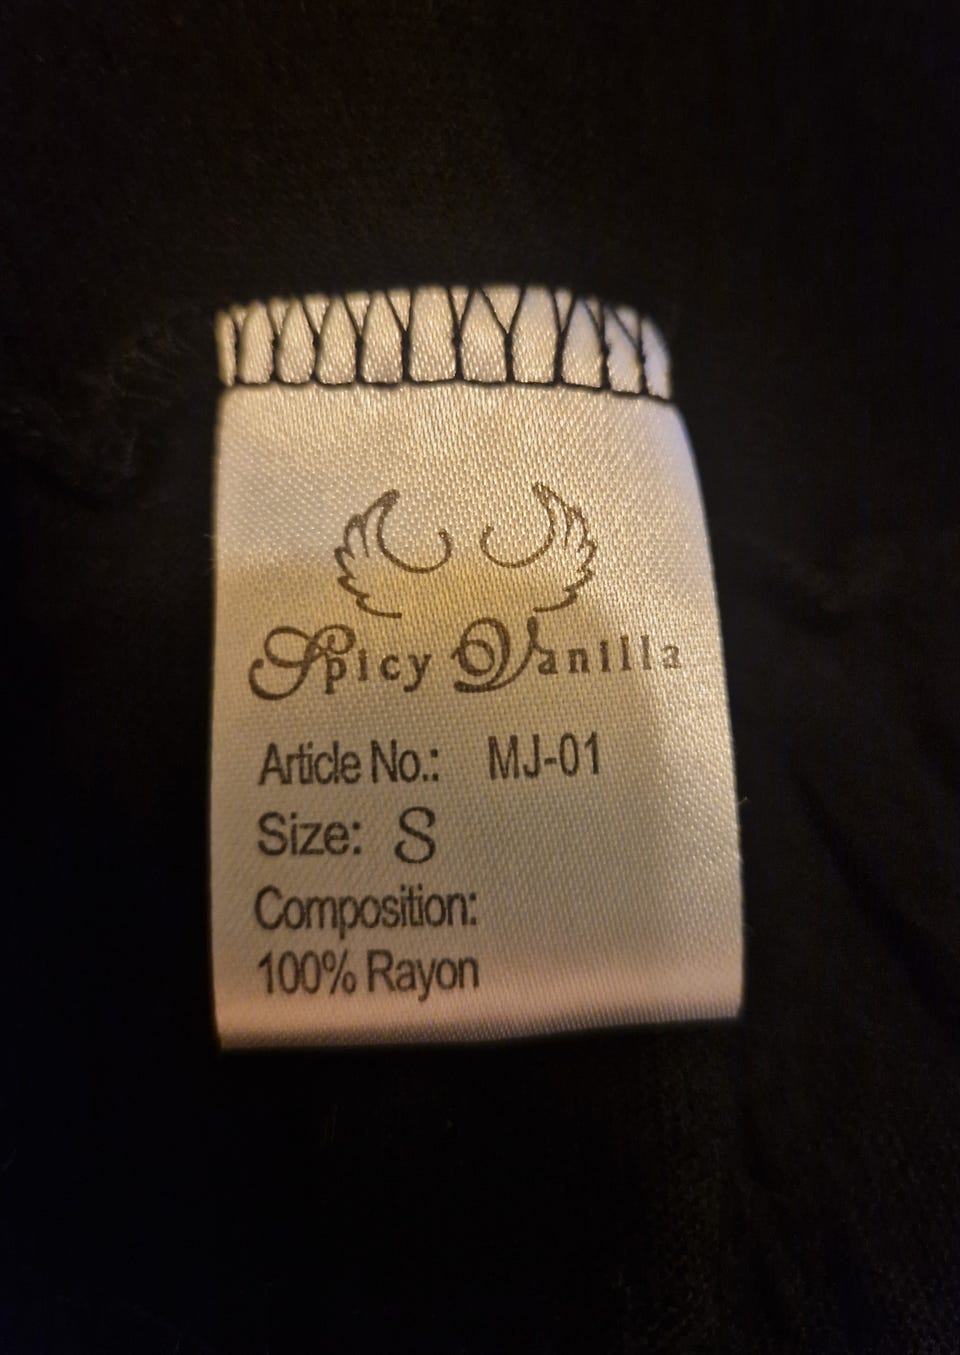 Spicy Vanilla
Article No.: MJ-01
Size: S
Composition:
100% Rayon